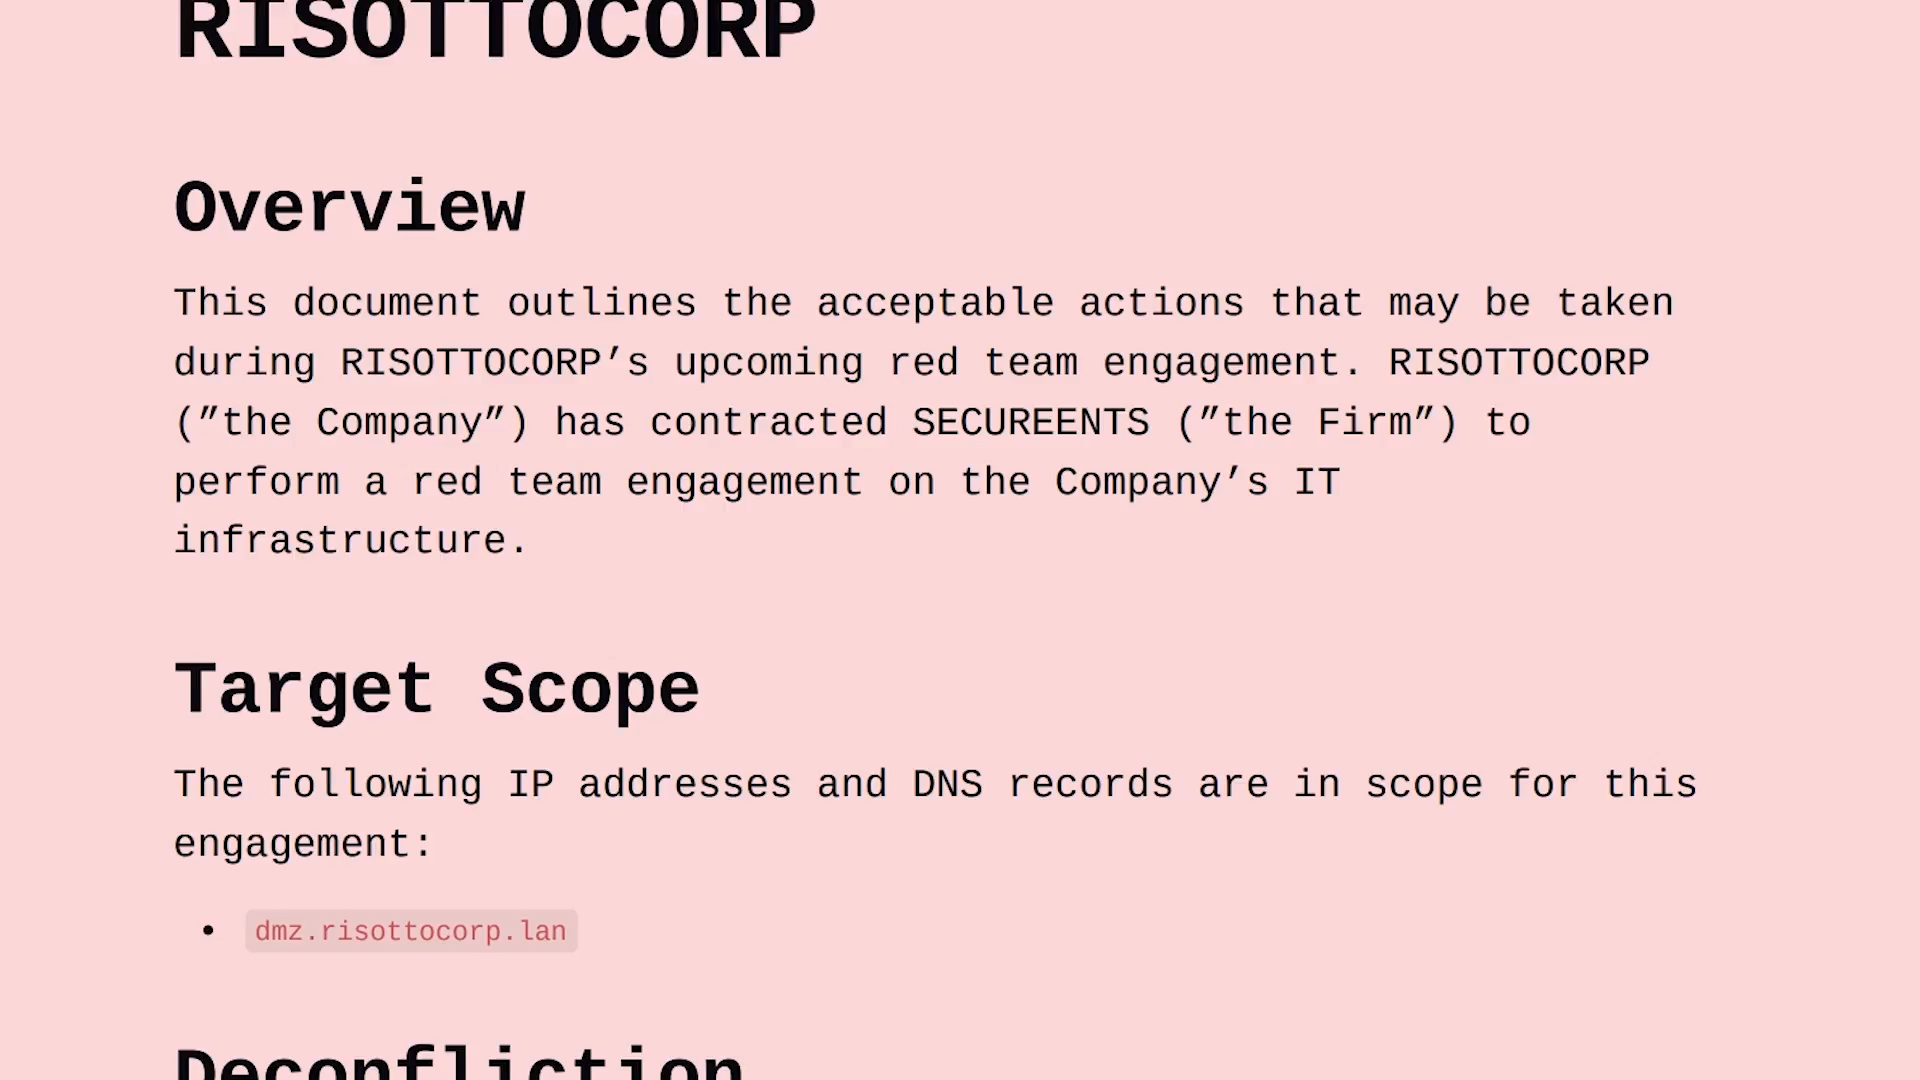 RISOTTOCORP
Overview
This document outlines the acceptable actions that may be taken
during RISOTTOCORP’s upcoming red team engagement. RISOTTOCORP
(”the Company”) has contracted SECUREENTS (”the Firm”) to
perform a red team engagement on the Company’s IT
infrastructure.
Target Scope
The following IP addresses and DNS records are in scope for this
engagement:
• dmz.risottocorp.lan
Deconfliction